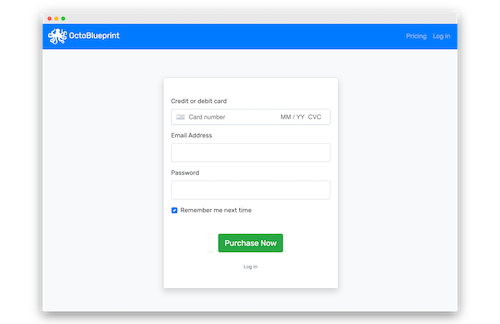 OctoBlueprint
Pricing Log in
Credit or debit card
Card number MM / YY CVC
Email Address
Password
Remember me next time
Purchase Now
Log in